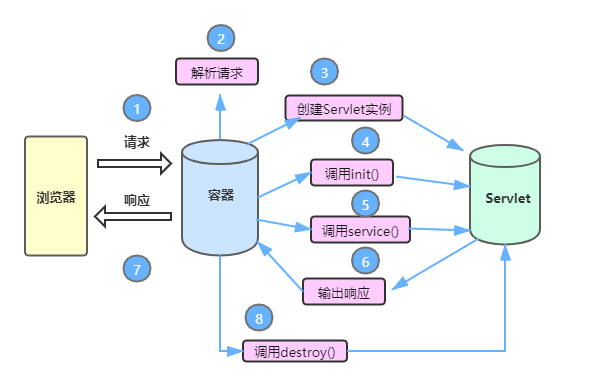 2
解析请求
3
创建Servlet实例
1
请求
4
调用init()
浏览器
容器
Servlet
响应
5
调用service()
7
6
输出响应
8
调用destroy()